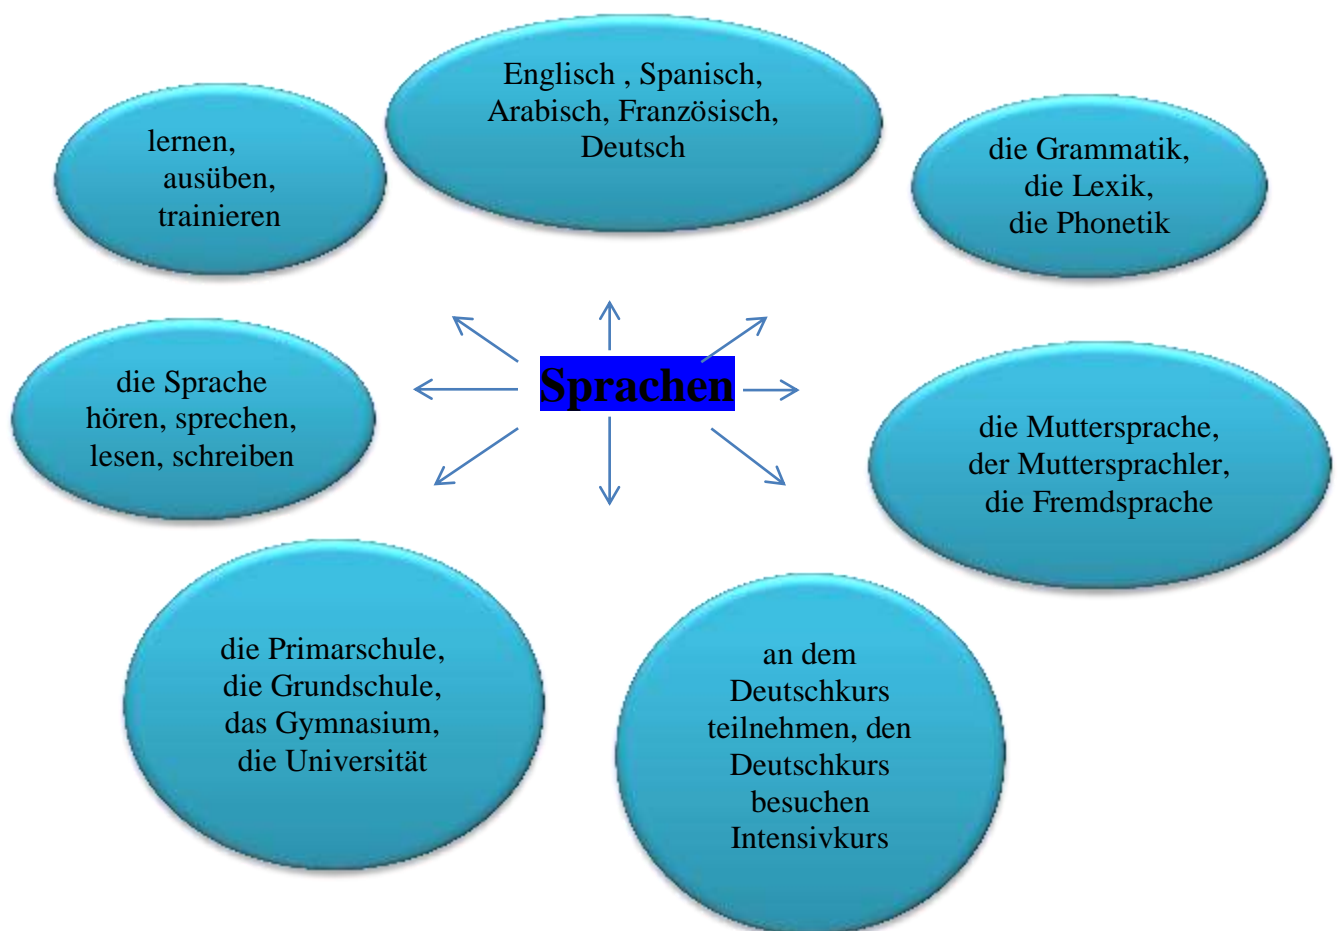 Englisch , Spanisch,
Arabisch, Französisch,
Deutsch
lernen,
ausüben,
trainieren
die Grammatik,
die Lexik,
die Phonetik
Sprachen
die Sprache
hören, sprechen,
lesen, schreiben
die Muttersprache,
der Muttersprachler,
die Fremdsprache
die Primarschule,
die Grundschule,
das Gymnasium,
die Universität
an dem
Deutschkurs
teilnehmen, den
Deutschkurs
besuchen
Intensivkurs